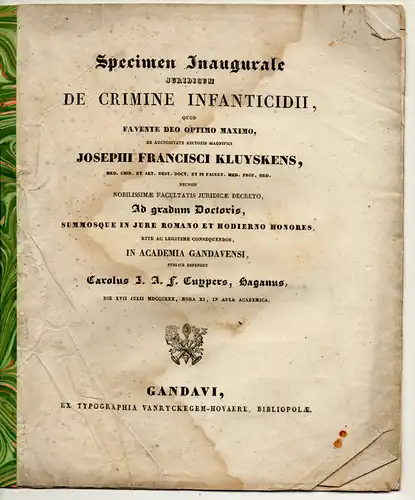 Specimen Inaugurale
JURIDICUM
DE CRIMINE INFANTICIDII,
QUOD
FAVENTE DEO OPTIMO MAXIMO,
EX AUCTORITATE RECTORIS MAGNIFICI
JOSEPHI FRANCISCI KLUYSKENS,
MED. CHIR. ET ART. OBST. DOCT. ET IN FACULT. MED. PROF. ORD.
NECNON
NOBILISSIMÆ FACULTATIS JURIDICÆ DECRETO,
Ad gradum Doctoris,
SUMMOSQUE IN JURE ROMANO ET HODIERNO HONORES,
RITE AC LEGITIME CONSEQUENDOS,
IN ACADEMIA GANDAVENSI,
PUBLICE DEFENDET
Carolus J. A. F. Cuypers, Haganus,
DIE XVII JULII MDCCCXXX, HORA XI, IN AULA ACADEMICA.
GANDAVI,
EX TYPOGRAPHIA VANRYCKEGEM-HOVAERE, BIBLIOPOLÆ.